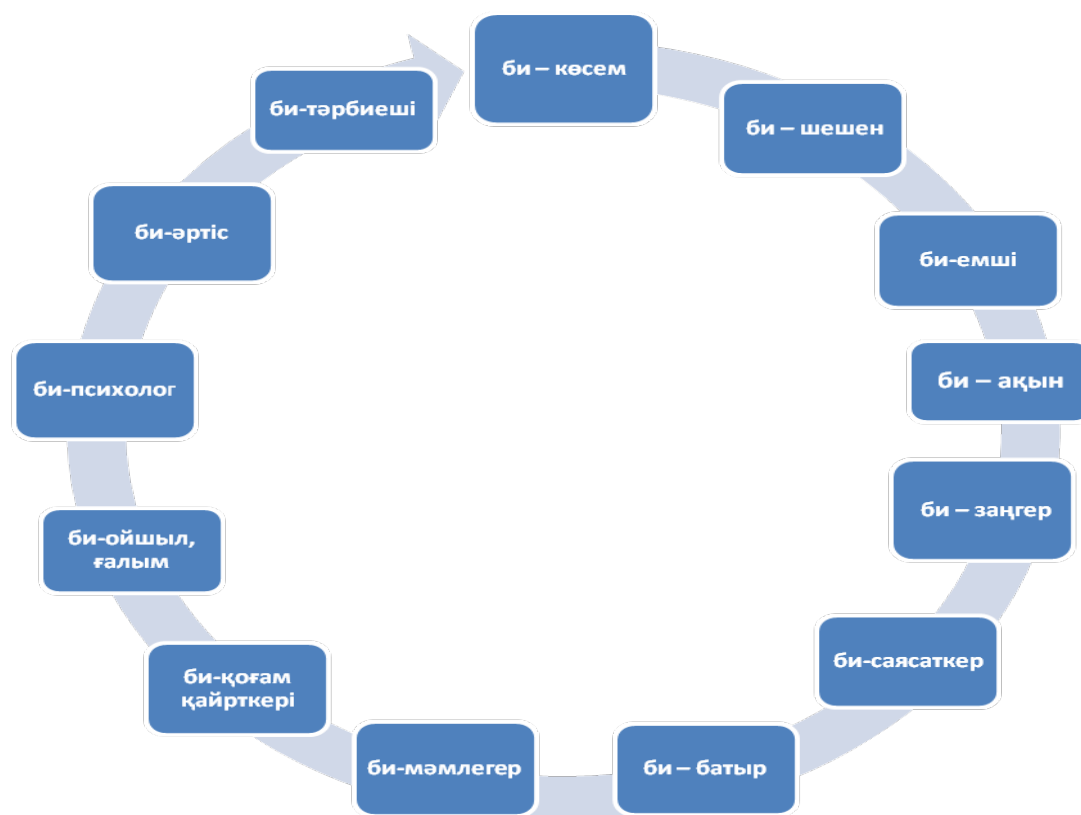 би – көсем
би – шешен
би-емші
би – ақын
би – заңгер
би-саясаткер
би – батыр
би-мәмлегер
би-қоғам
қайрткері
би-ойшыл,
ғалым
би-психолог
би-әртіс
би-тәрбиеші